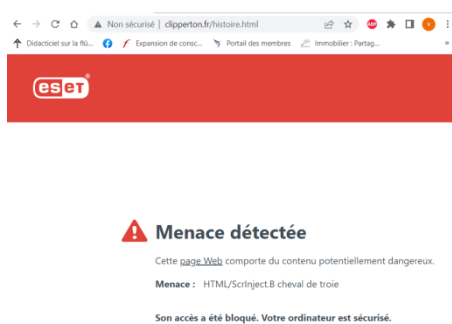 Non sécurisé | clipperton.fr/histoire.html
Didacticiel sur la flû... Expansion de consc... Portail des membres Immobilier : Partag... »
eseT®
Menace détectée
Cette page Web comporte du contenu potentiellement dangereux.
Menace : HTML/ScrInject.B cheval de troie
Son accès a été bloqué. Votre ordinateur est sécurisé.